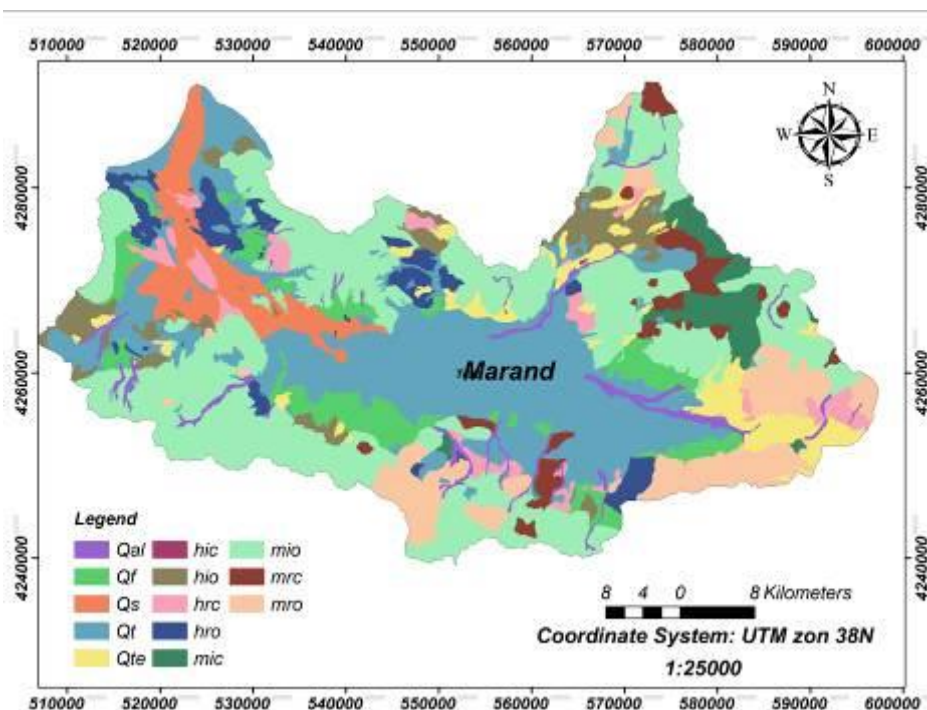 510000 520000 530000 540000 550000 560000 570000 580000 590000 600000
N
W E
S
4280000 4280000
4260000 4260000
Marand
4240000 4240000
Legend
Qal hic mio
Qf hio mrc
Qs hrc mro
Qt hro
Qte mic
8 4 0 8 Kilometers
Coordinate System: UTM zon 38N
1:25000
510000 520000 530000 540000 550000 560000 570000 580000 590000 600000